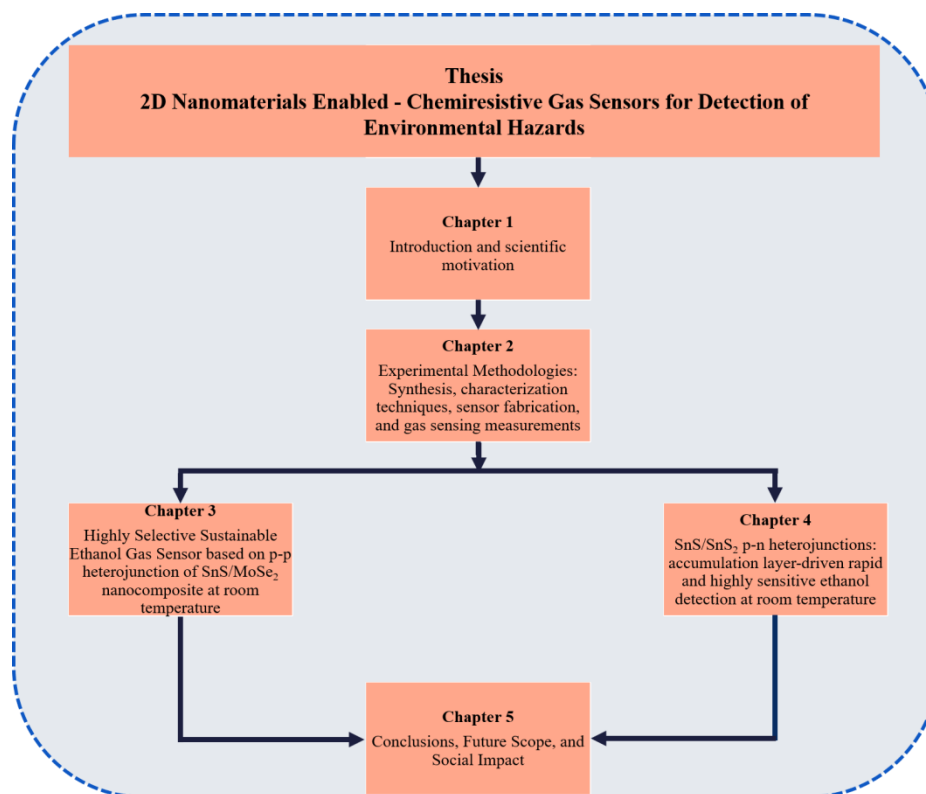 Thesis
2D Nanomaterials Enabled - Chemiresistive Gas Sensors for Detection of
Environmental Hazards
Chapter 1
Introduction and scientific
motivation
Chapter 2
Experimental Methodologies:
Synthesis, characterization
techniques, sensor fabrication,
and gas sensing measurements
Chapter 3
Highly Selective Sustainable
Ethanol Gas Sensor based on p-p
heterojunction of SnS/MoSe₂
nanocomposite at room
temperature
Chapter 4
SnS/SnS₂ p-n heterojunctions:
accumulation layer-driven rapid
and highly sensitive ethanol
detection at room temperature
Chapter 5
Conclusions, Future Scope, and
Social Impact